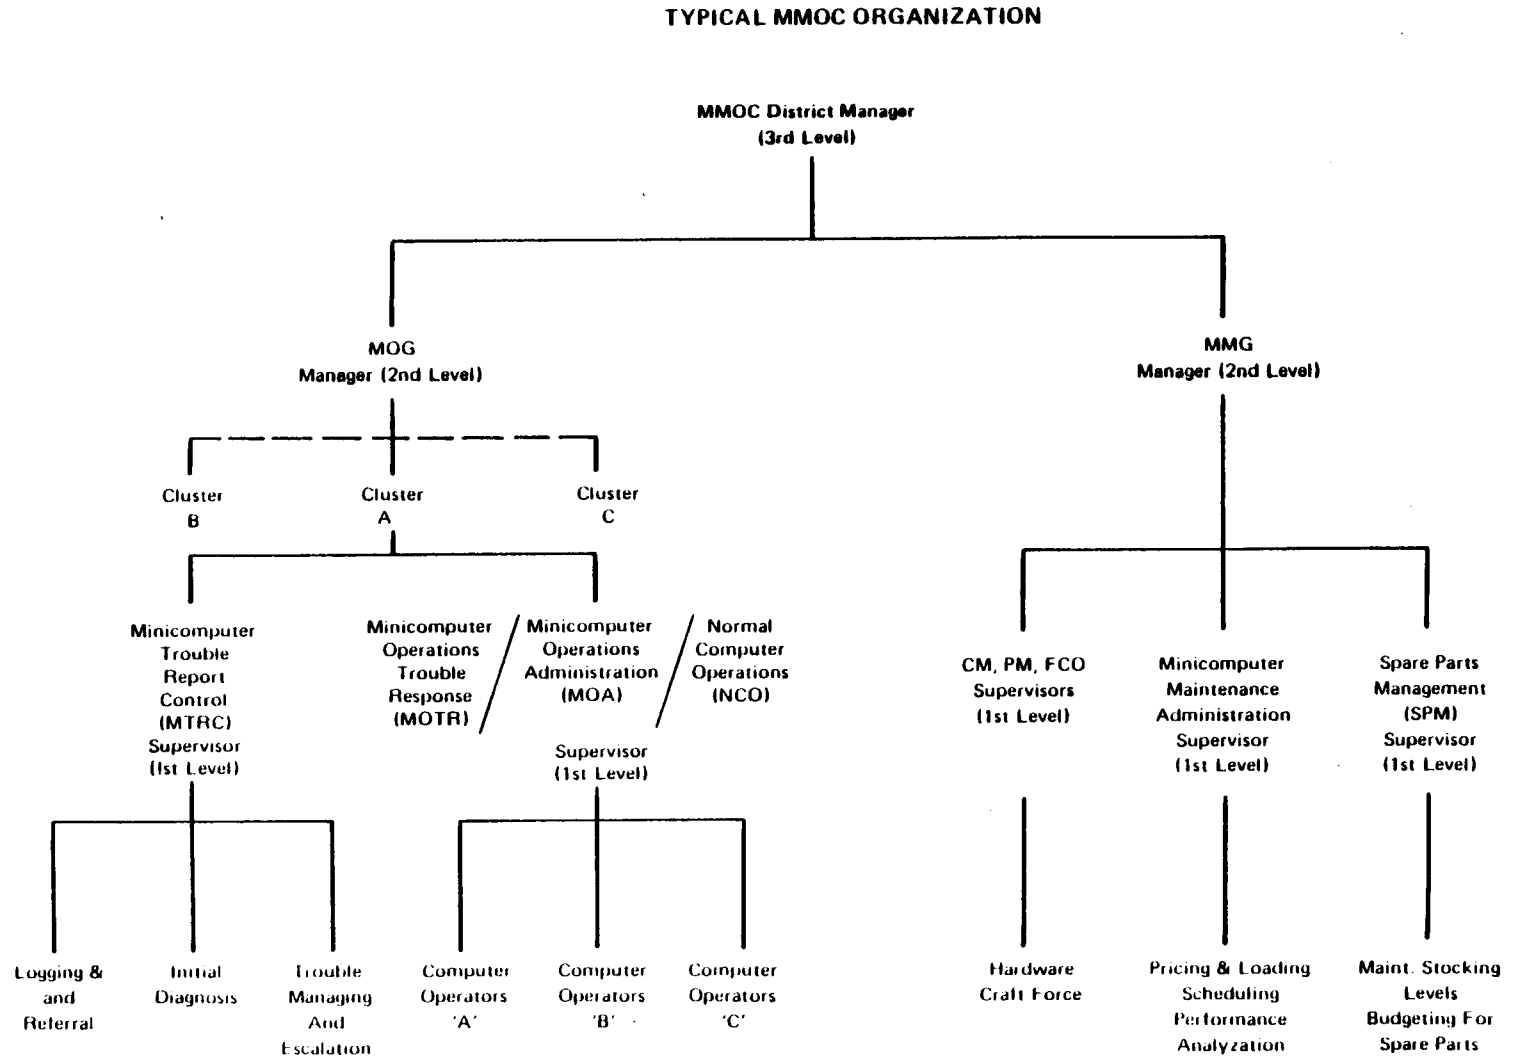 TYPICAL MMOC ORGANIZATION
MMOC District Manager
(3rd Level)
MOG
Manager (2nd Level)
MMG
Manager (2nd Level)
Cluster
B
Cluster
A
Cluster
C
Minicomputer
Trouble
Report
Control
(MTRC)
Supervisor
(Ist Level)
Minicomputer
Operations
Trouble
Response
(MOTR)
Minicomputer
Operations
Administration
(MOA)
Normal
Computer
Operations
(NCO)
Supervisor
(1st Level)
CM, PM, FCO
Supervisors
(1st Level)
Minicomputer
Maintenance
Administration
Supervisor
(1st Level)
Spare Parts
Management
(SPM)
Supervisor
(1st Level)
Logging &
and
Referral
Initial
Diagnosis
Trouble
Managing
And
Escalation
Computer
Operators
'A'
Computer
Operators
'B'
Computer
Operators
'C'
Hardware
Craft Force
Pricing & Loading
Scheduling
Performance
Analyzation
Maint. Stocking
Levels
Budgeting For
Spare Parts